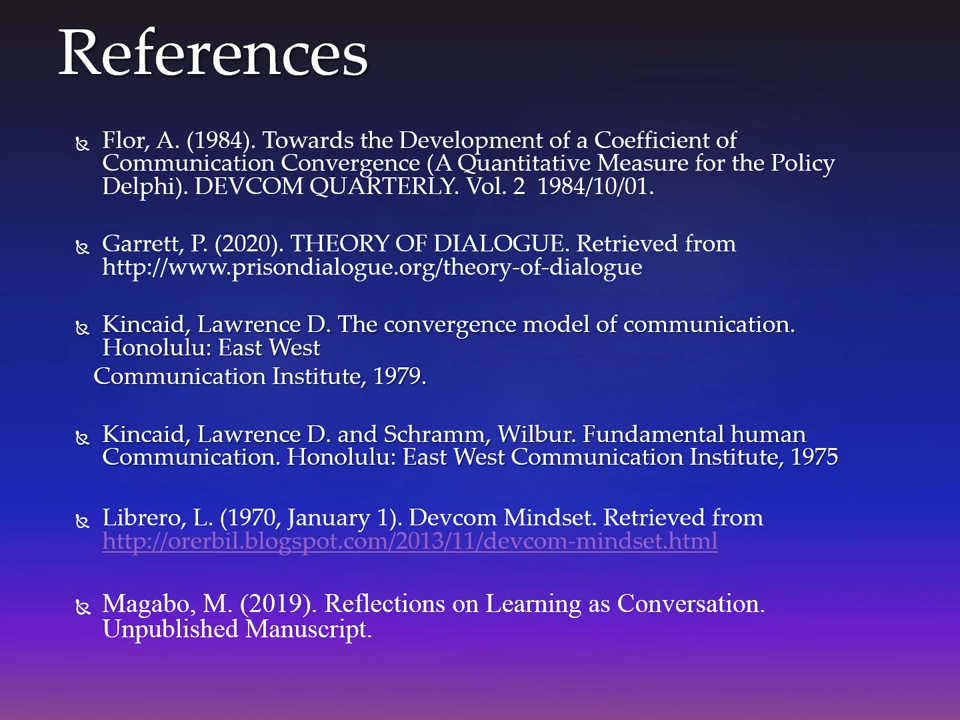 References
Flor, A. (1984). Towards the Development of a Coefficient of
Communication Convergence (A Quantitative Measure for the Policy
Delphi). DEVCOM QUARTERLY. Vol. 2  1984/10/01.
Garrett, P. (2020). THEORY OF DIALOGUE. Retrieved from
http://www.prisondialogue.org/theory-of-dialogue
Kincaid, Lawrence D. The convergence model of communication.
Honolulu: East West
Communication Institute, 1979.
Kincaid, Lawrence D. and Schramm, Wilbur. Fundamental human
Communication. Honolulu: East West Communication Institute, 1975
Librero, L. (1970, January 1). Devcom Mindset. Retrieved from
http://orerbil.blogspot.com/2013/11/devcom-mindset.html
Magabo, M. (2019). Reflections on Learning as Conversation.
Unpublished Manuscript.